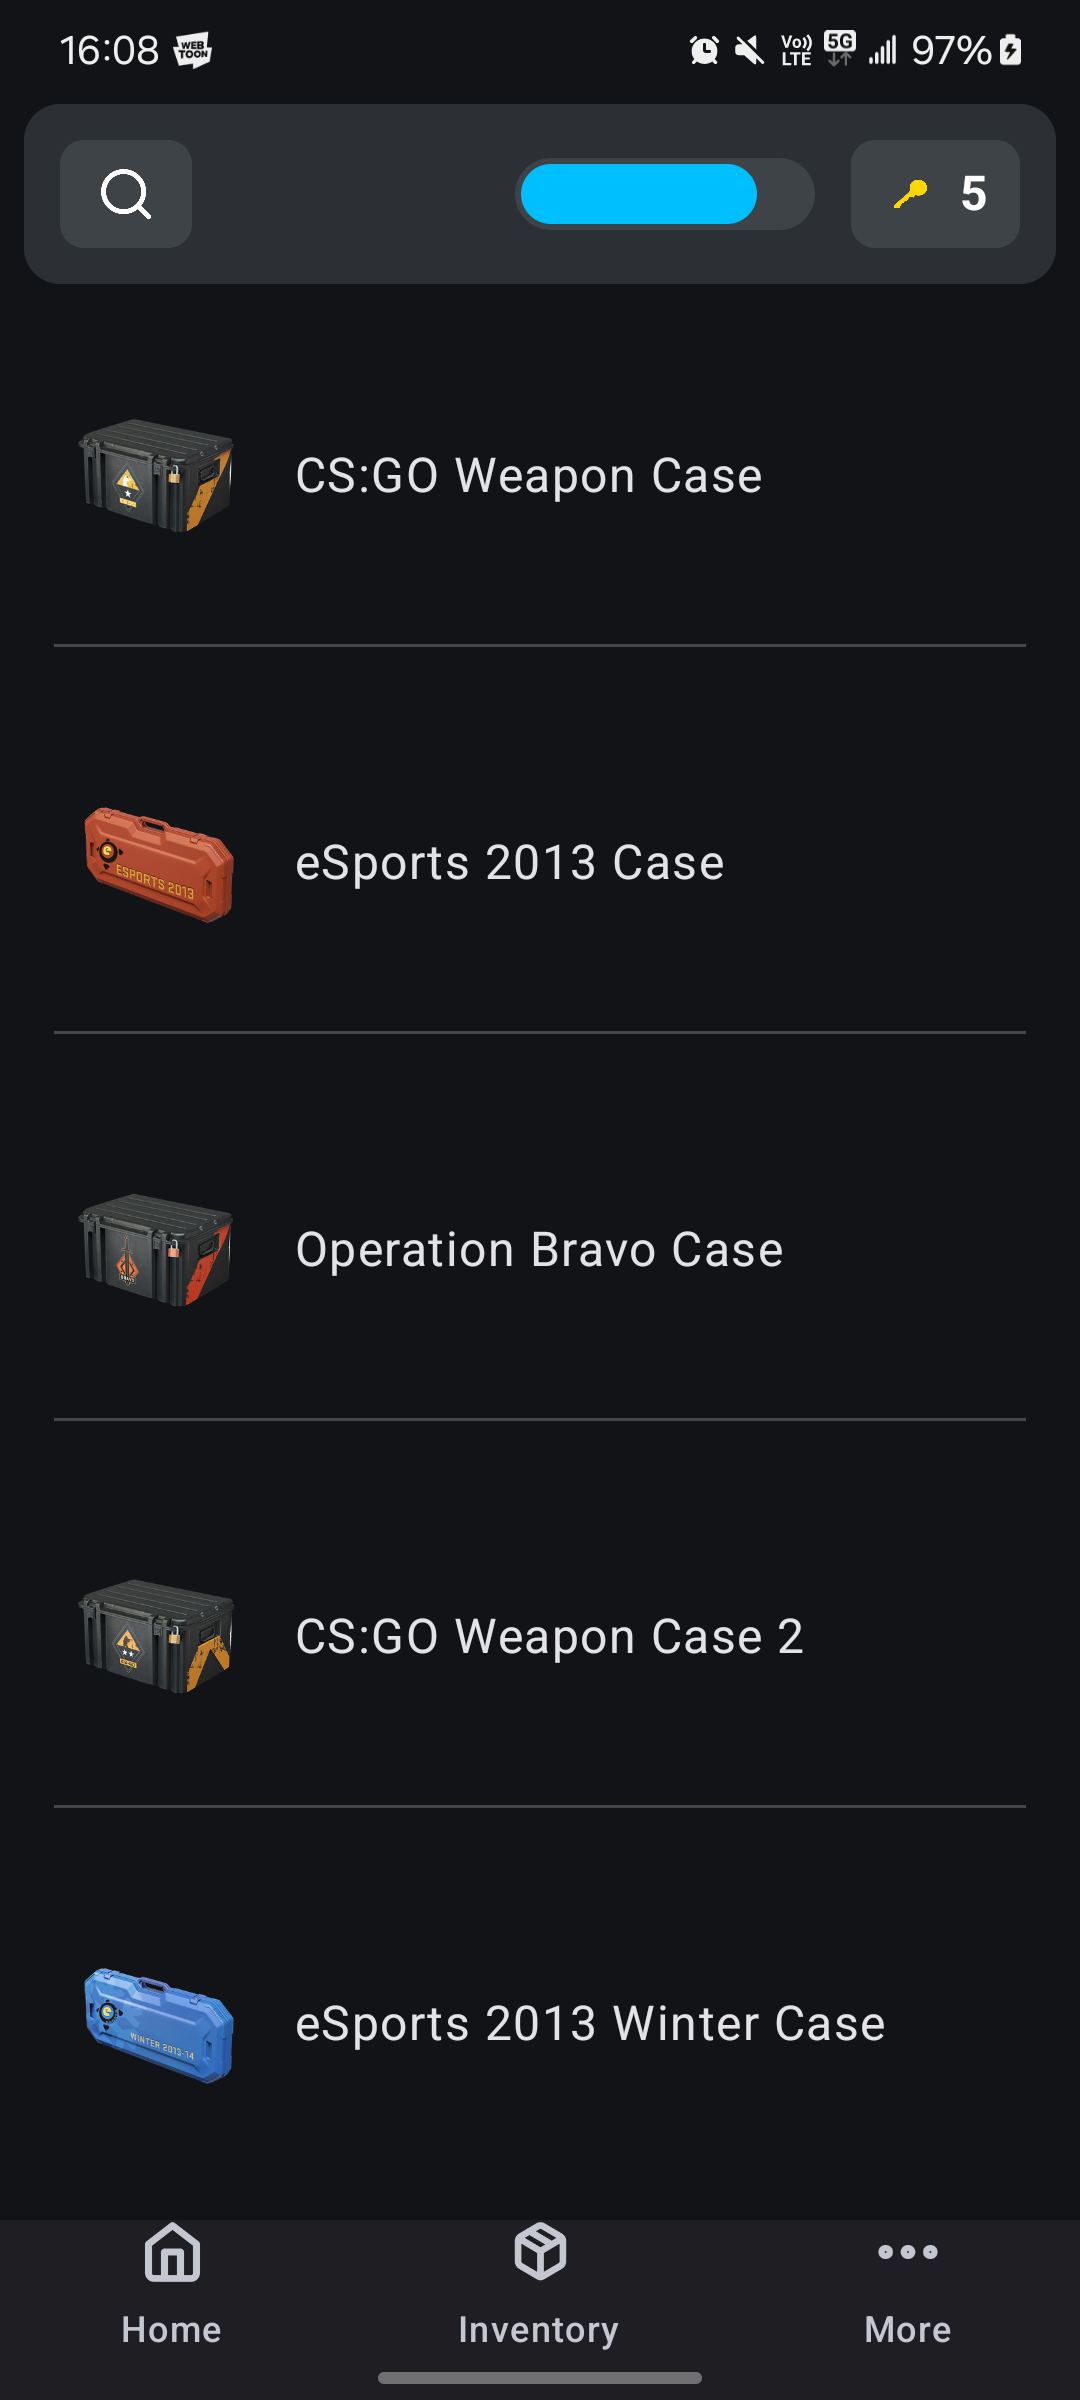 16:08 WEB TOON Vo)) LTE 5G 97%
5
CS:GO Weapon Case
ESPORTS 2013
eSports 2013 Case
BRAVO
Operation Bravo Case
CS:GO Weapon Case 2
WINTER 2013-14
eSports 2013 Winter Case
Home Inventory More